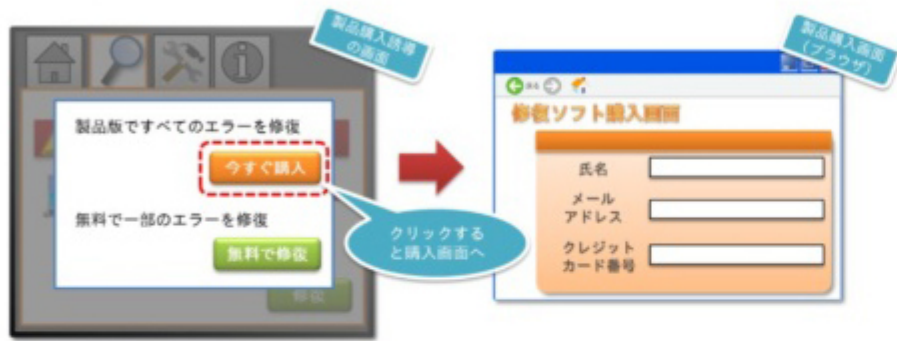 製品購入誘導
の画面
製品版ですべてのエラーを修復
今すぐ購入
無料で一部のエラーを修復
無料で修復
修復
クリックする
と購入画面へ
製品購入画面
(ブラウザ)
戻る
修復ソフト購入画面
氏名
メール
アドレス
クレジット
カード番号